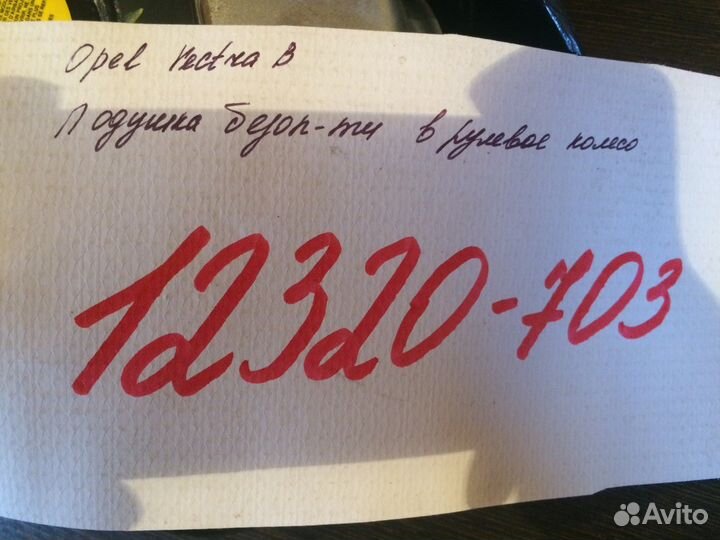 Opel Vectra B
Подушка безоп-ти в рулевое колесо
12320-703
Avito